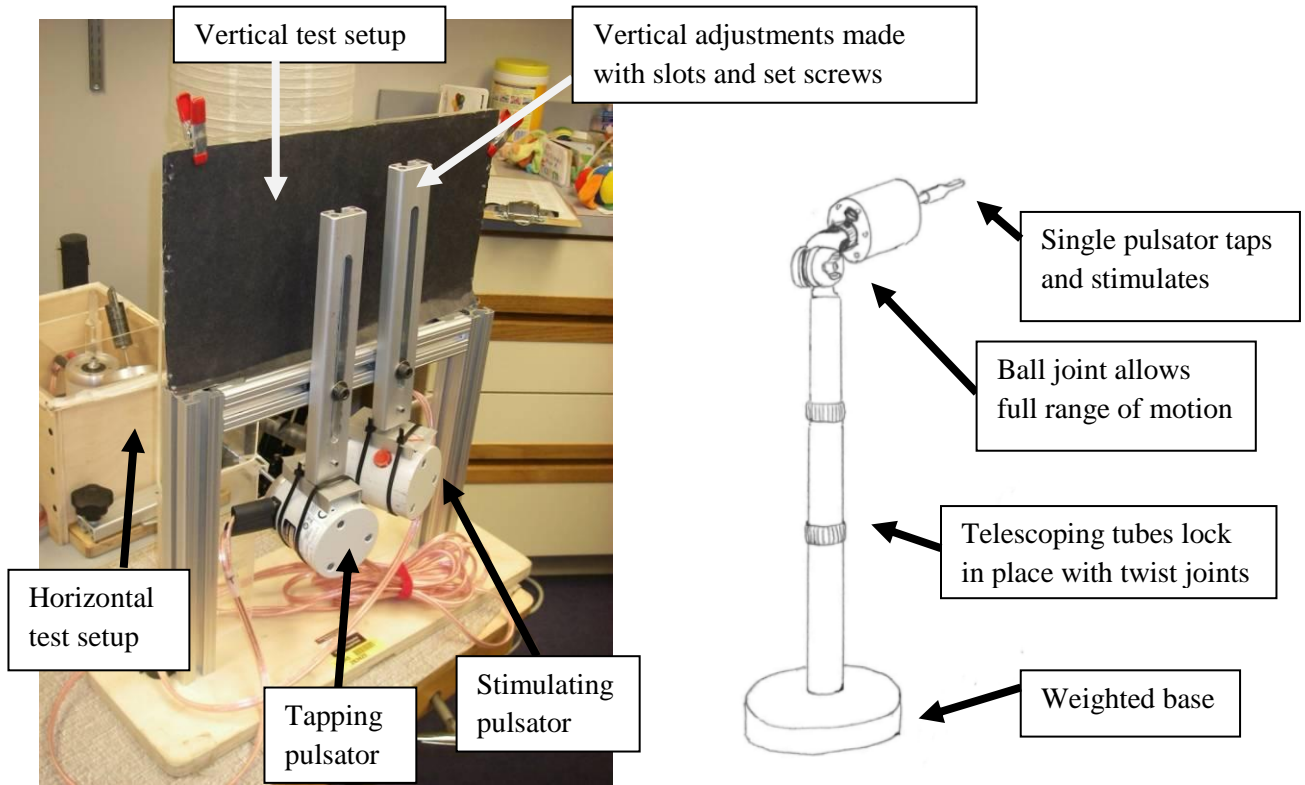 Vertical test setup
Vertical adjustments made
with slots and set screws
Single pulsator taps
and stimulates
Ball joint allows
full range of motion
Telescoping tubes lock
in place with twist joints
Horizontal
test setup
Tapping
pulsator
Stimulating
pulsator
Weighted base